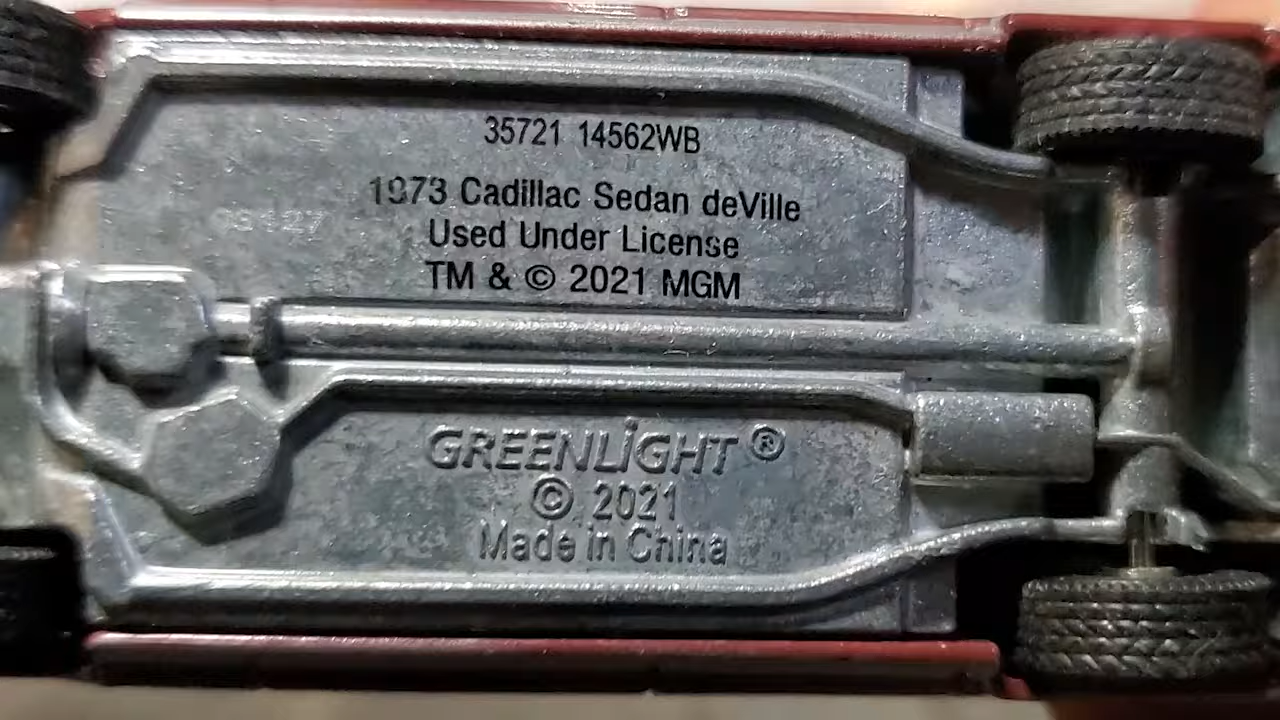 35721 14562WB
1973 Cadillac Sedan deVille
Used Under License
TM & © 2021 MGM
GREENLiGHT ®
© 2021
Made in China